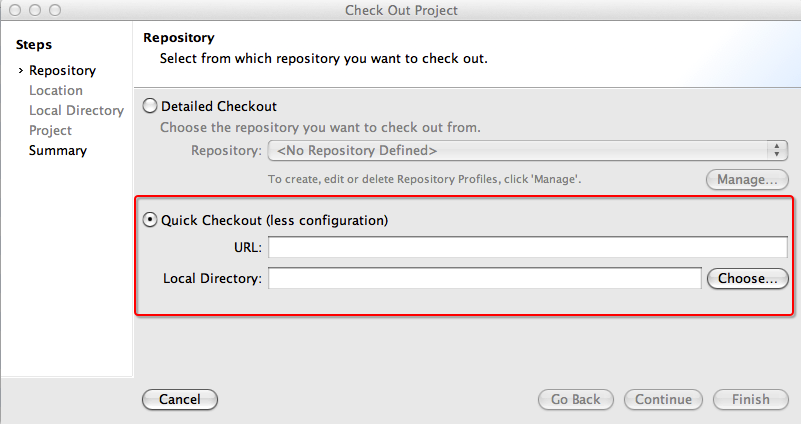 Check Out Project
Steps
› Repository
Location
Local Directory
Project
Summary
Repository
Select from which repository you want to check out.
Detailed Checkout
Choose the repository you want to check out from.
Repository: <No Repository Defined>
To create, edit or delete Repository Profiles, click 'Manage'.
Manage...
Quick Checkout (less configuration)
URL:
Local Directory:
Choose...
Cancel
Go Back
Continue
Finish